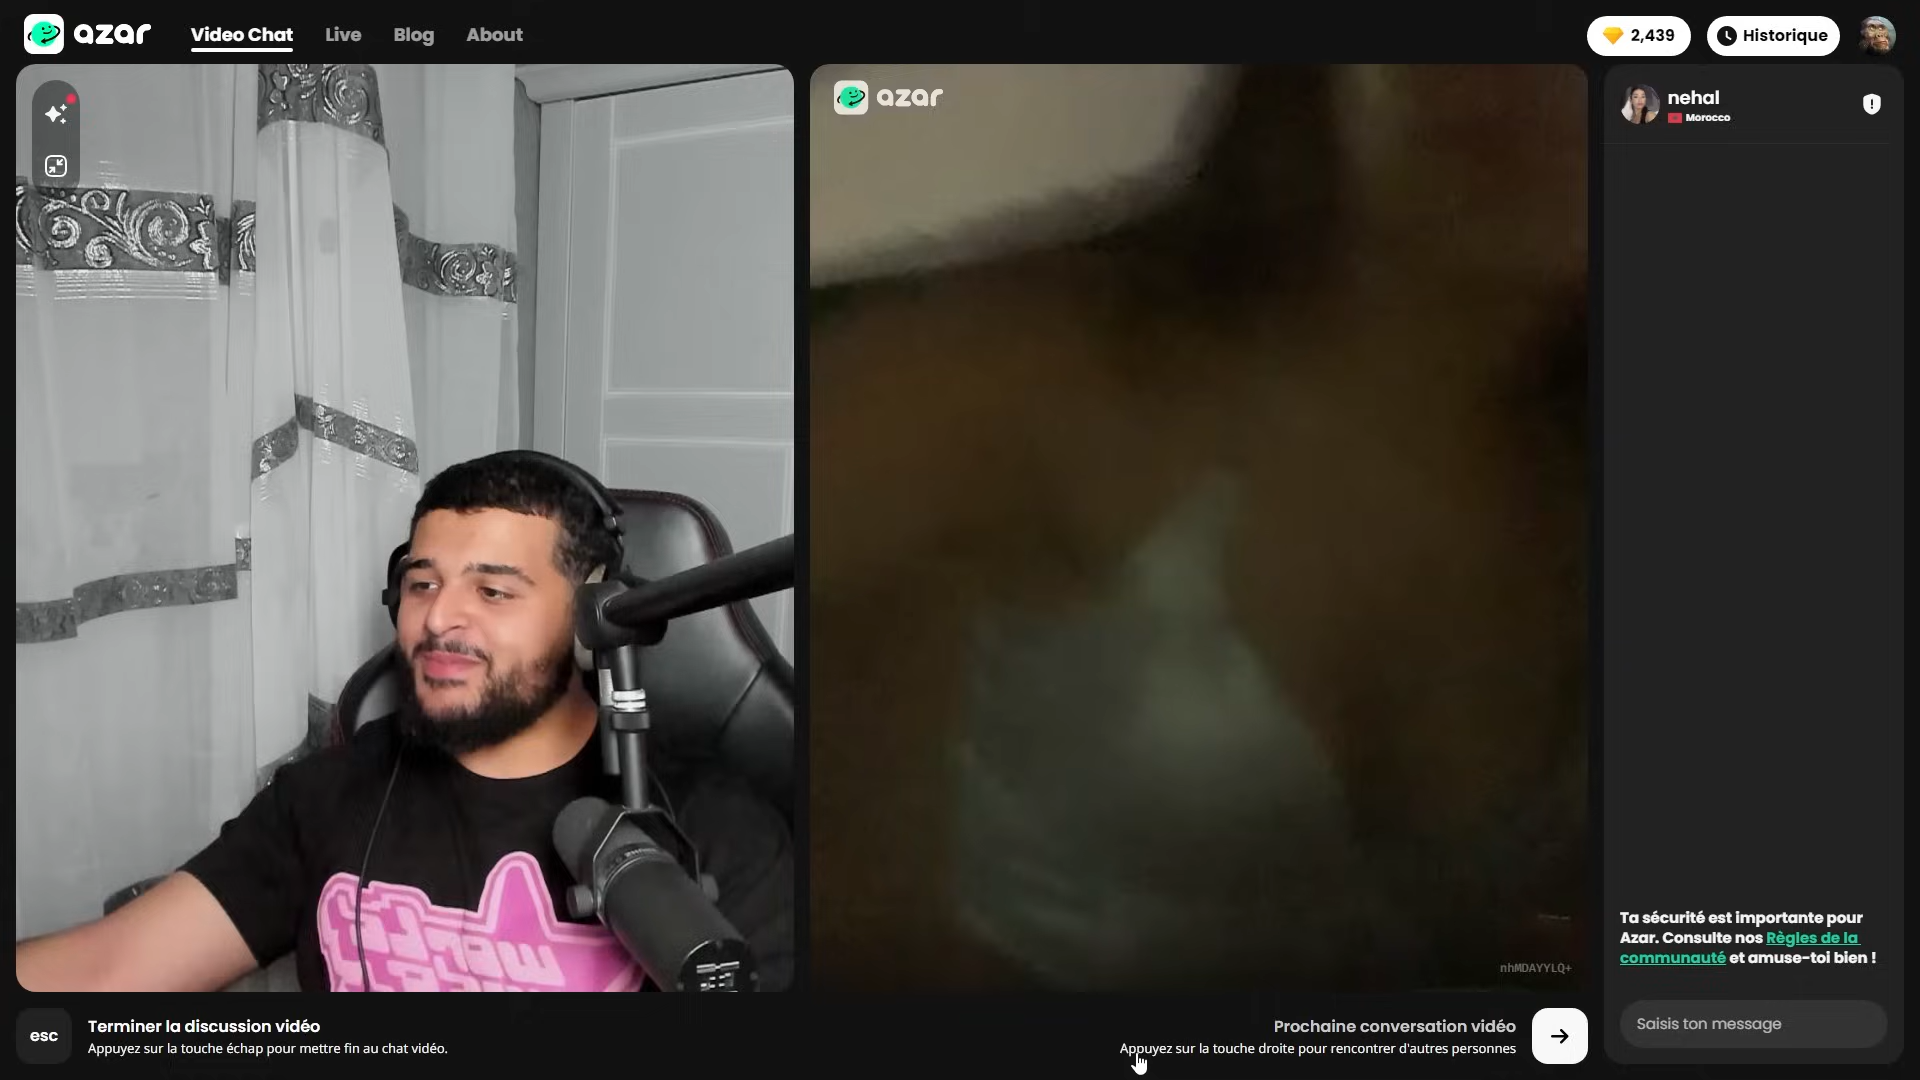 azar
Video Chat
Live
Blog
About
2,439
Historique
azar
nehal
Morocco
Ta sécurité est importante pour
Azar. Consulte nos Règles de la
communauté et amuse-toi bien !
nhMDAYYLQ+
esc
Terminer la discussion vidéo
Appuyez sur la touche échap pour mettre fin au chat vidéo.
Prochaine conversation vidéo
Appuyez sur la touche droite pour rencontrer d'autres personnes
Saisis ton message